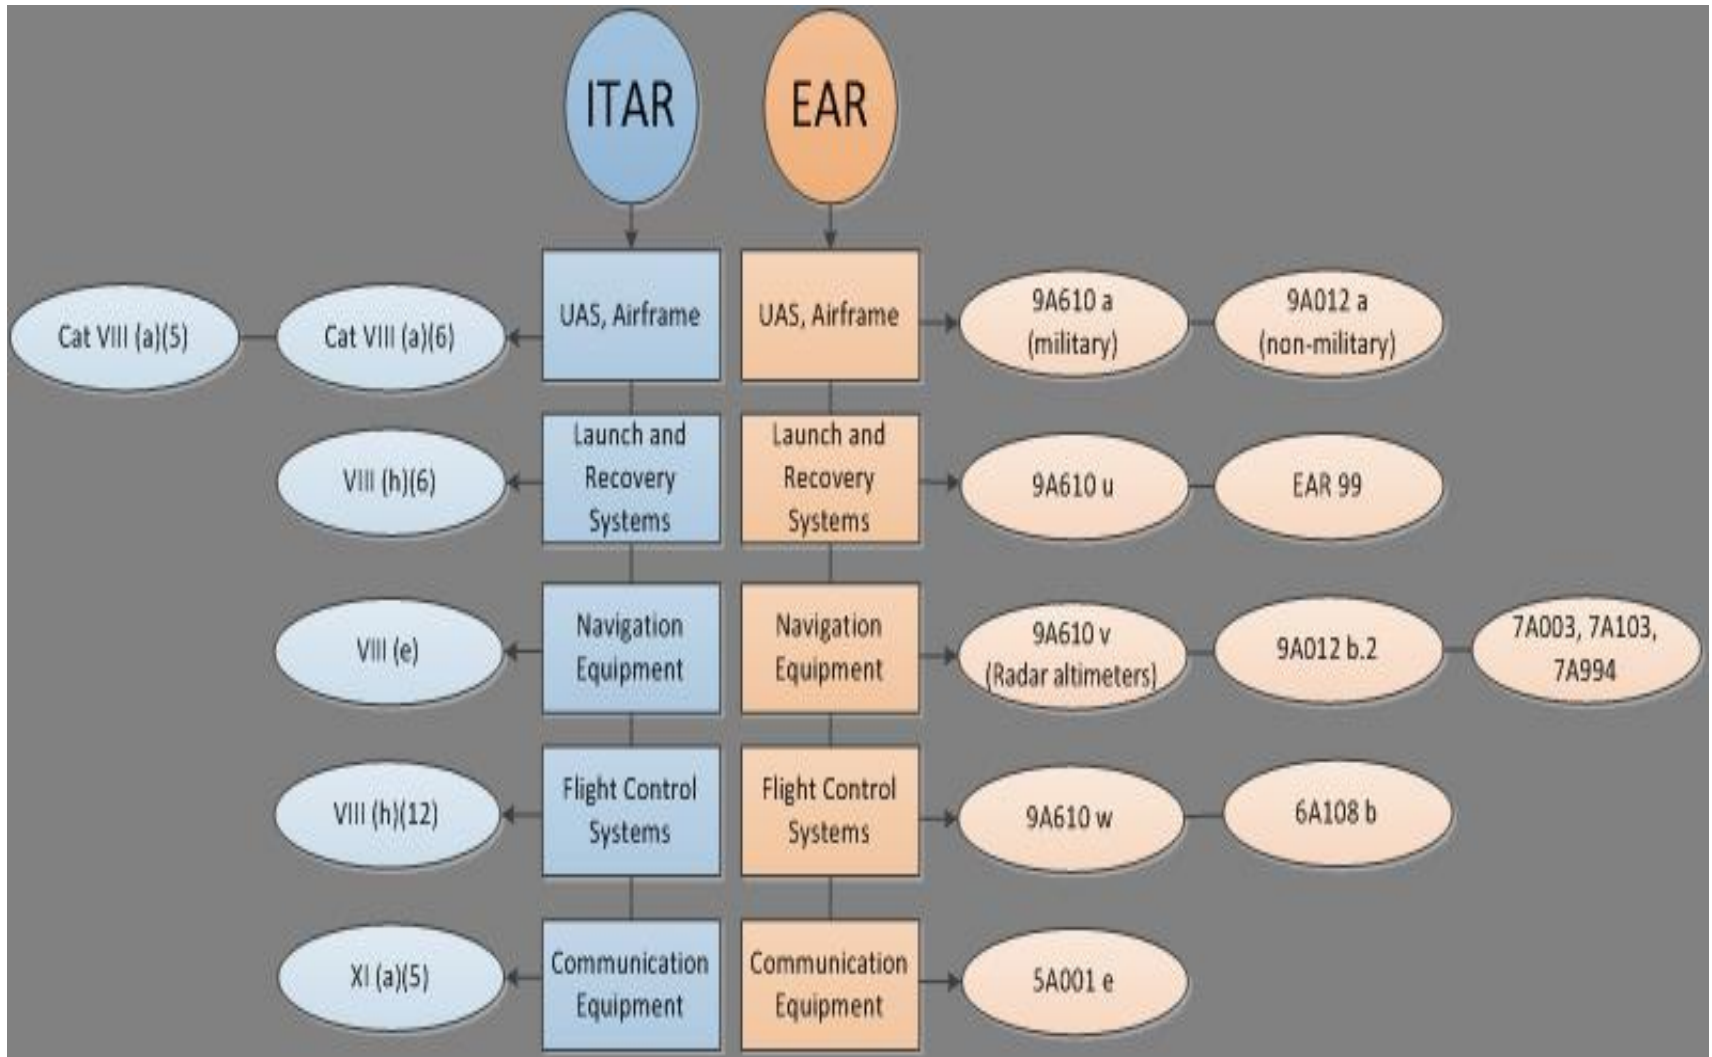 ITAR
EAR
Cat VIII (a)(5)
Cat VIII (a)(6)
UAS, Airframe
UAS, Airframe
9A610 a
(military)
9A012 a
(non-military)
VIII (h)(6)
Launch and
Recovery
Systems
Launch and
Recovery
Systems
9A610 u
EAR 99
VIII (e)
Navigation
Equipment
Navigation
Equipment
9A610 v
(Radar altimeters)
9A012 b.2
7A003, 7A103,
7A994
VIII (h)(12)
Flight Control
Systems
Flight Control
Systems
9A610 w
6A108 b
XI (a)(5)
Communication
Equipment
Communication
Equipment
5A001 e